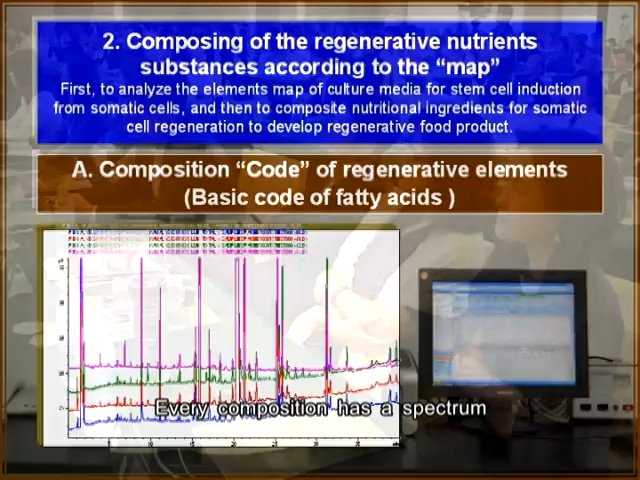 2. Composing of the regenerative nutrients
substances according to the “map”
First, to analyze the elements map of culture media for stem cell induction
from somatic cells, and then to composite nutritional ingredients for somatic
cell regeneration to develop regenerative food product.
A. Composition “Code” of regenerative elements
(Basic code of fatty acids )
Every composition has a spectrum